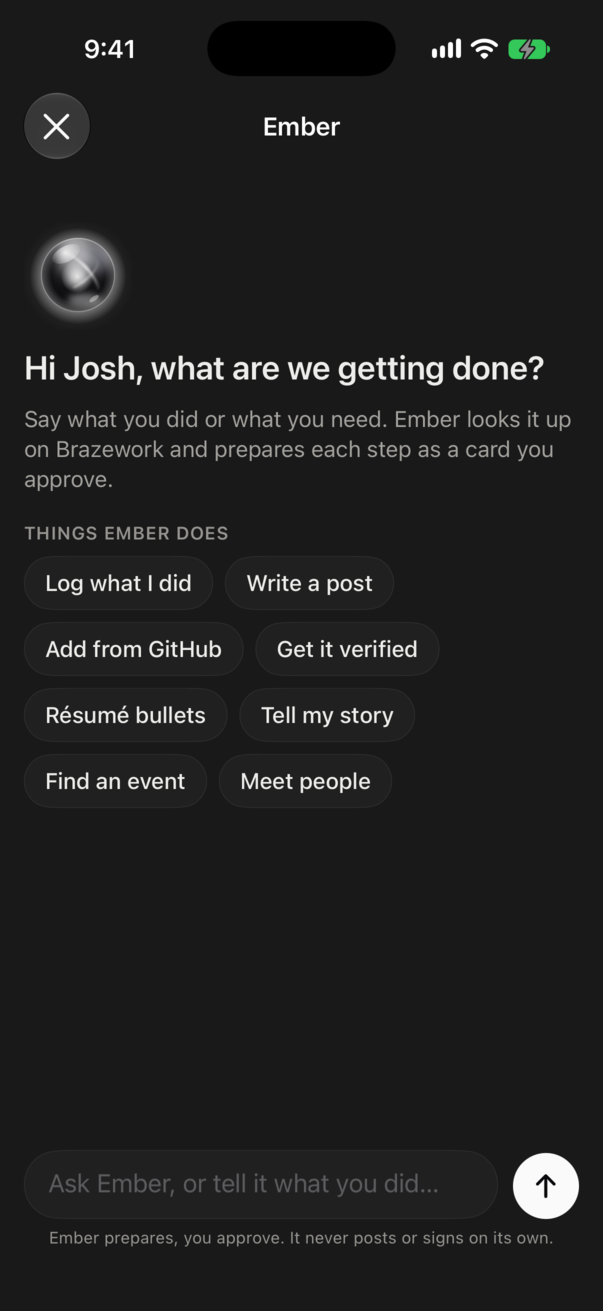 9:41
Ember
Hi Josh, what are we getting done?
Say what you did or what you need. Ember looks it up
on Brazework and prepares each step as a card you
approve.
THINGS EMBER DOES
Log what I did
Write a post
Add from GitHub
Get it verified
Résumé bullets
Tell my story
Find an event
Meet people
Ask Ember, or tell it what you did...
Ember prepares, you approve. It never posts or signs on its own.